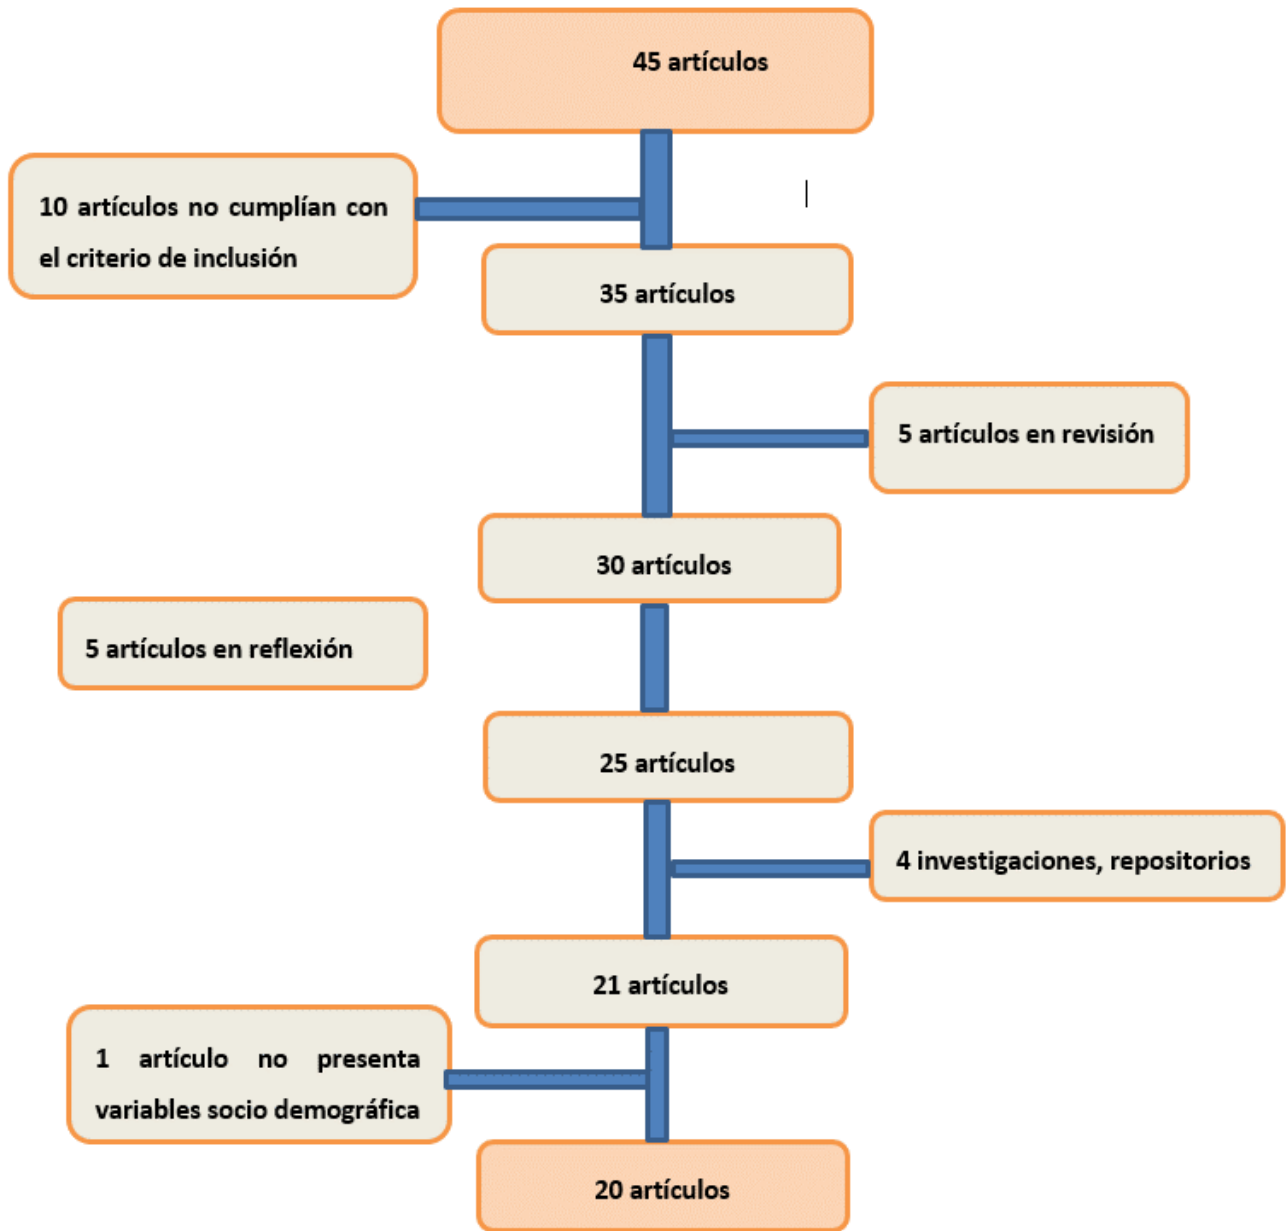 45 artículos
10 artículos no cumplían con
el criterio de inclusión
35 artículos
5 artículos en revisión
30 artículos
5 artículos en reflexión
25 artículos
4 investigaciones, repositorios
21 artículos
1 artículo no presenta
variables socio demográfica
20 artículos